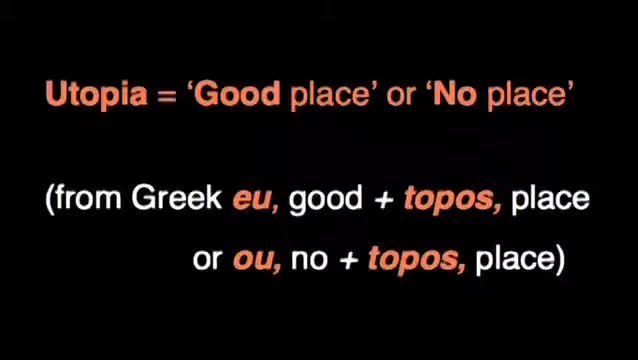 Utopia = ‘Good place’ or ‘No place’
(from Greek eu, good + topos, place
or ou, no + topos, place)